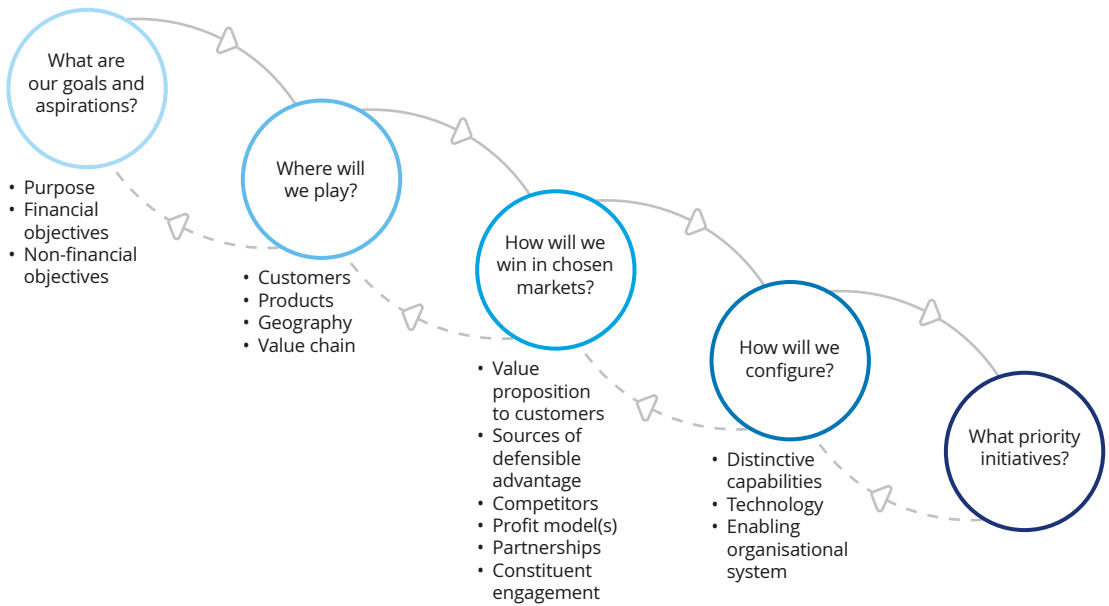 What are
our goals and
aspirations?
• Purpose
• Financial
objectives
• Non-financial
objectives
Where will
we play?
• Customers
• Products
• Geography
• Value chain
How will we
win in chosen
markets?
• Value
proposition
to customers
• Sources of
defensible
advantage
• Competitors
• Profit model(s)
• Partnerships
• Constituent
engagement
How will we
configure?
• Distinctive
capabilities
• Technology
• Enabling
organisational
system
What priority
initiatives?